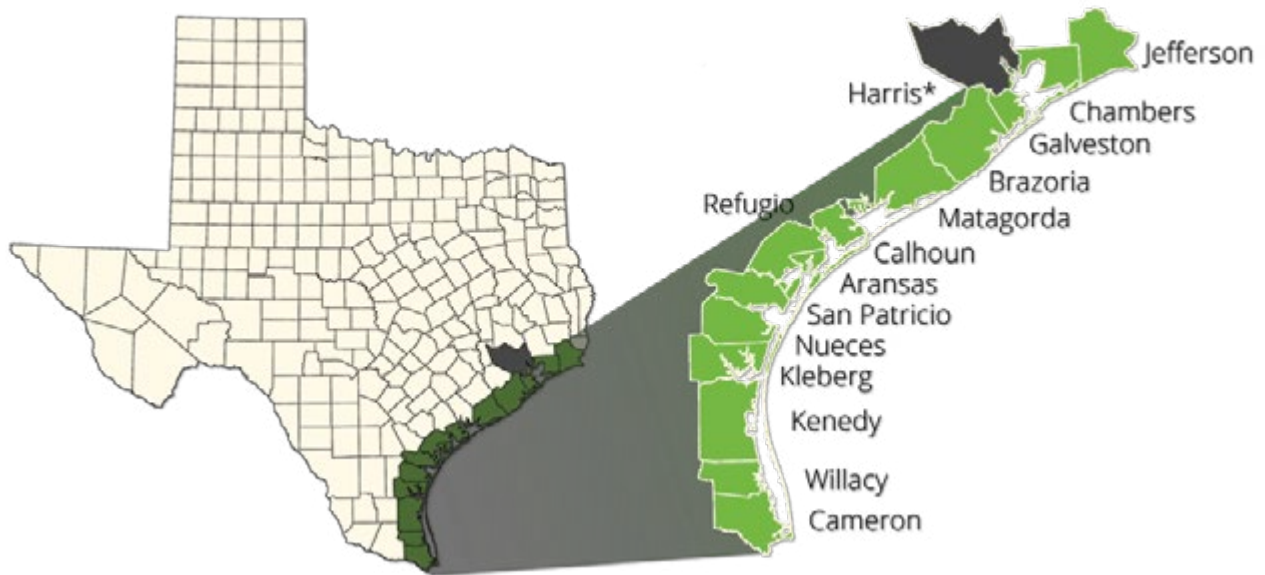 Jefferson
Harris*
Chambers
Galveston
Brazoria
Refugio
Matagorda
Calhoun
Aransas
San Patricio
Nueces
Kleberg
Kenedy
Willacy
Cameron